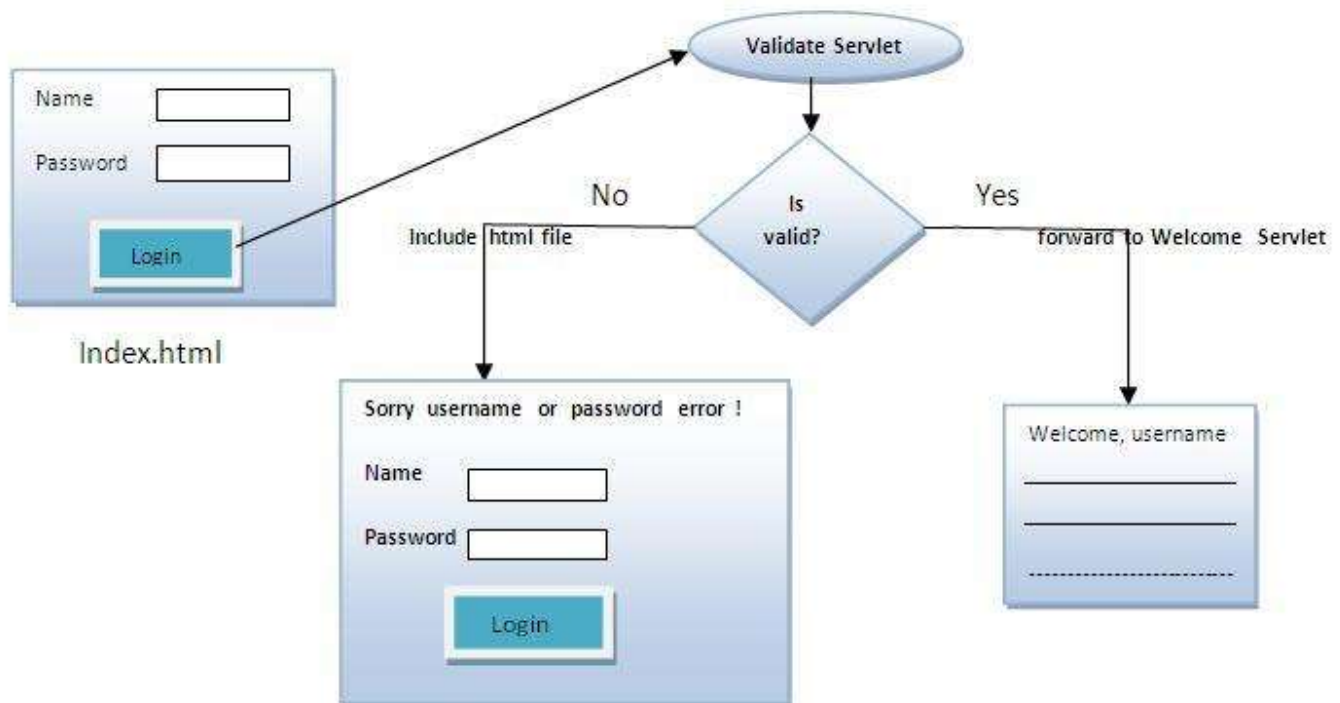 Validate Servlet
Name
Password
Login
Index.html
Is
valid?
No
include html file
Yes
forward to Welcome Servlet
Sorry username or password error !
Name
Password
Login
Welcome, username